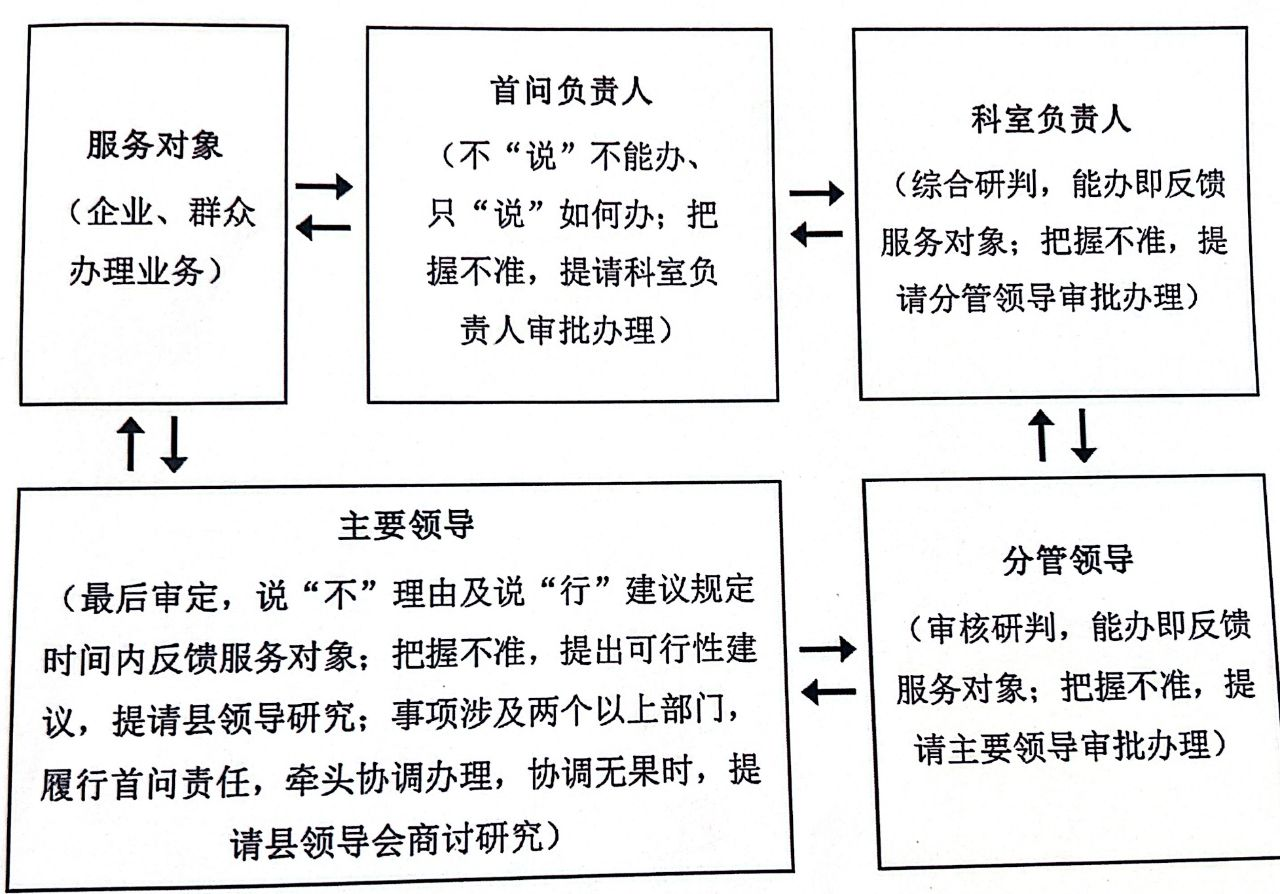 服务对象
（企业、群众
办理业务）
首问负责人
（不“说”不能办、
只“说”如何办；把
握不准，提请科室负
责人审批办理）
科室负责人
（综合研判，能办即反馈
服务对象；把握不准，提
请分管领导审批办理）
主要领导
（最后审定，说“不”理由及说“行”建议规定
时间内反馈服务对象；把握不准，提出可行性建
议，提请县领导研究；事项涉及两个以上部门，
履行首问责任，牵头协调办理，协调无果时，提
请县领导会商讨研究）
分管领导
（审核研判，能办即反馈
服务对象；把握不准，提
请主要领导审批办理）